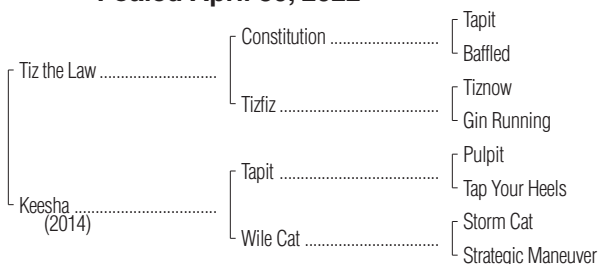 Foaled April 30, 2022
Tapit
Constitution
Baffled
Tiz the Law
Tiznow
Tizfiz
Gin Running
Pulpit
Tapit
Tap Your Heels
Keesha
(2014)
Storm Cat
Wile Cat
Strategic Maneuver